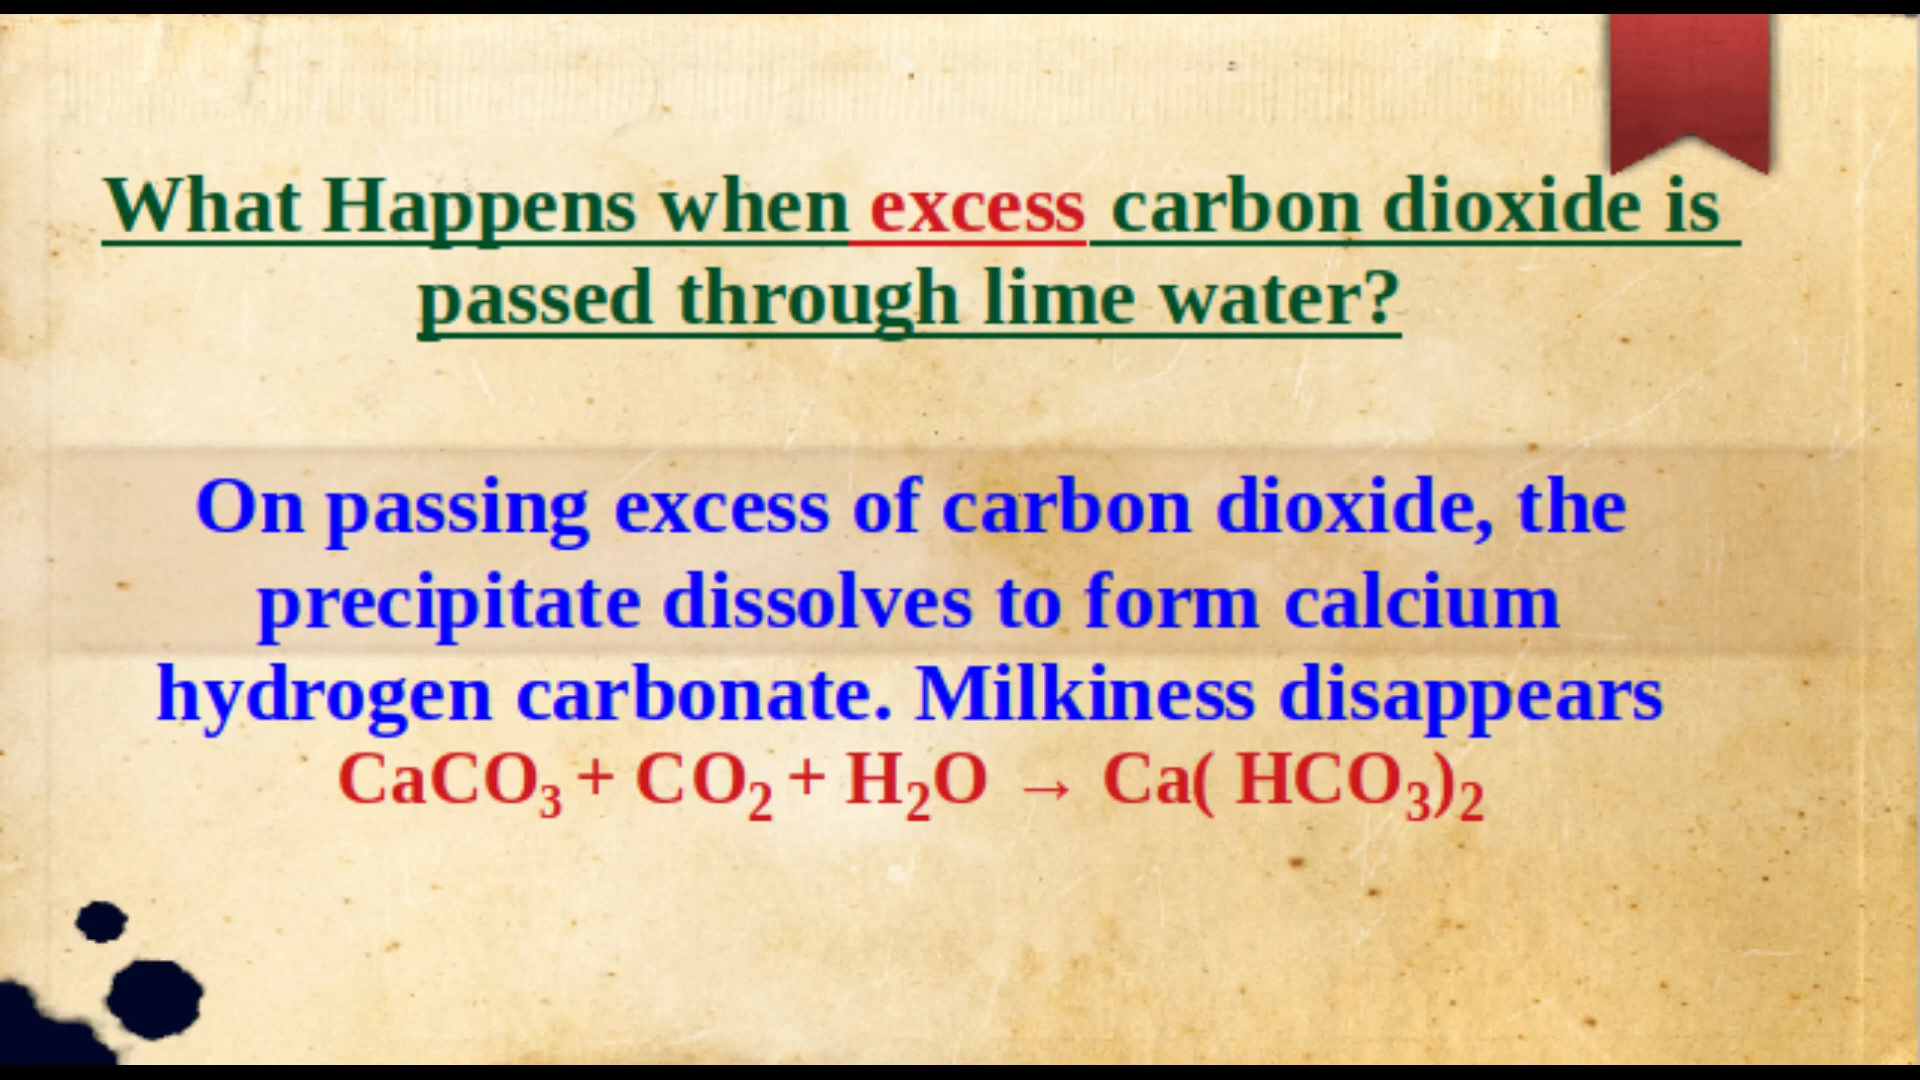 What Happens when excess carbon dioxide is
passed through lime water?
On passing excess of carbon dioxide, the
precipitate dissolves to form calcium
hydrogen carbonate. Milkiness disappears
CaCO₃ + CO₂ + H₂O → Ca( HCO₃)₂